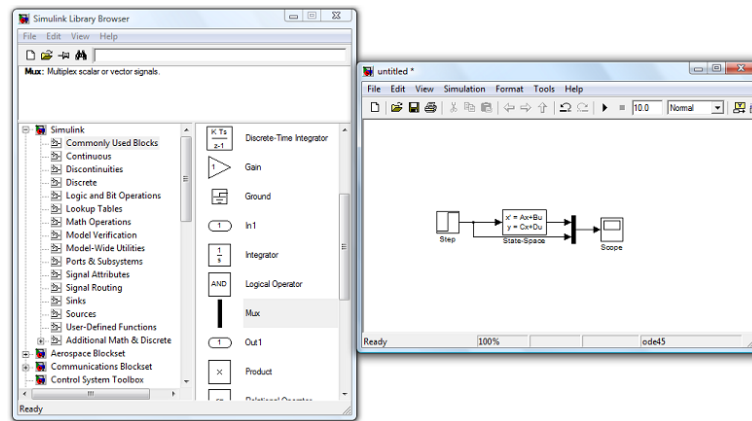 Simulink Library Browser
File Edit View Help
Mux: Multiplex scalar or vector signals.
Simulink
Commonly Used Blocks
Continuous
Discontinuities
Discrete
Logic and Bit Operations
Lookup Tables
Math Operations
Model Verification
Model-Wide Utilities
Ports & Subsystems
Signal Attributes
Signal Routing
Sinks
Sources
User-Defined Functions
Additional Math & Discrete
Aerospace Blockset
Communications Blockset
Control System Toolbox
K Ts
z-1
Discrete-Time Integrator
1
Gain
Ground
1
In1
1
s
Integrator
AND
Logical Operator
Mux
1
Out1
×
Product
Relational Operator
Ready
untitled *
File Edit View Simulation Format Tools Help
10.0 Normal
Step
x' = Ax+Bu
y = Cx+Du
State-Space
Scope
Ready 100% ode45